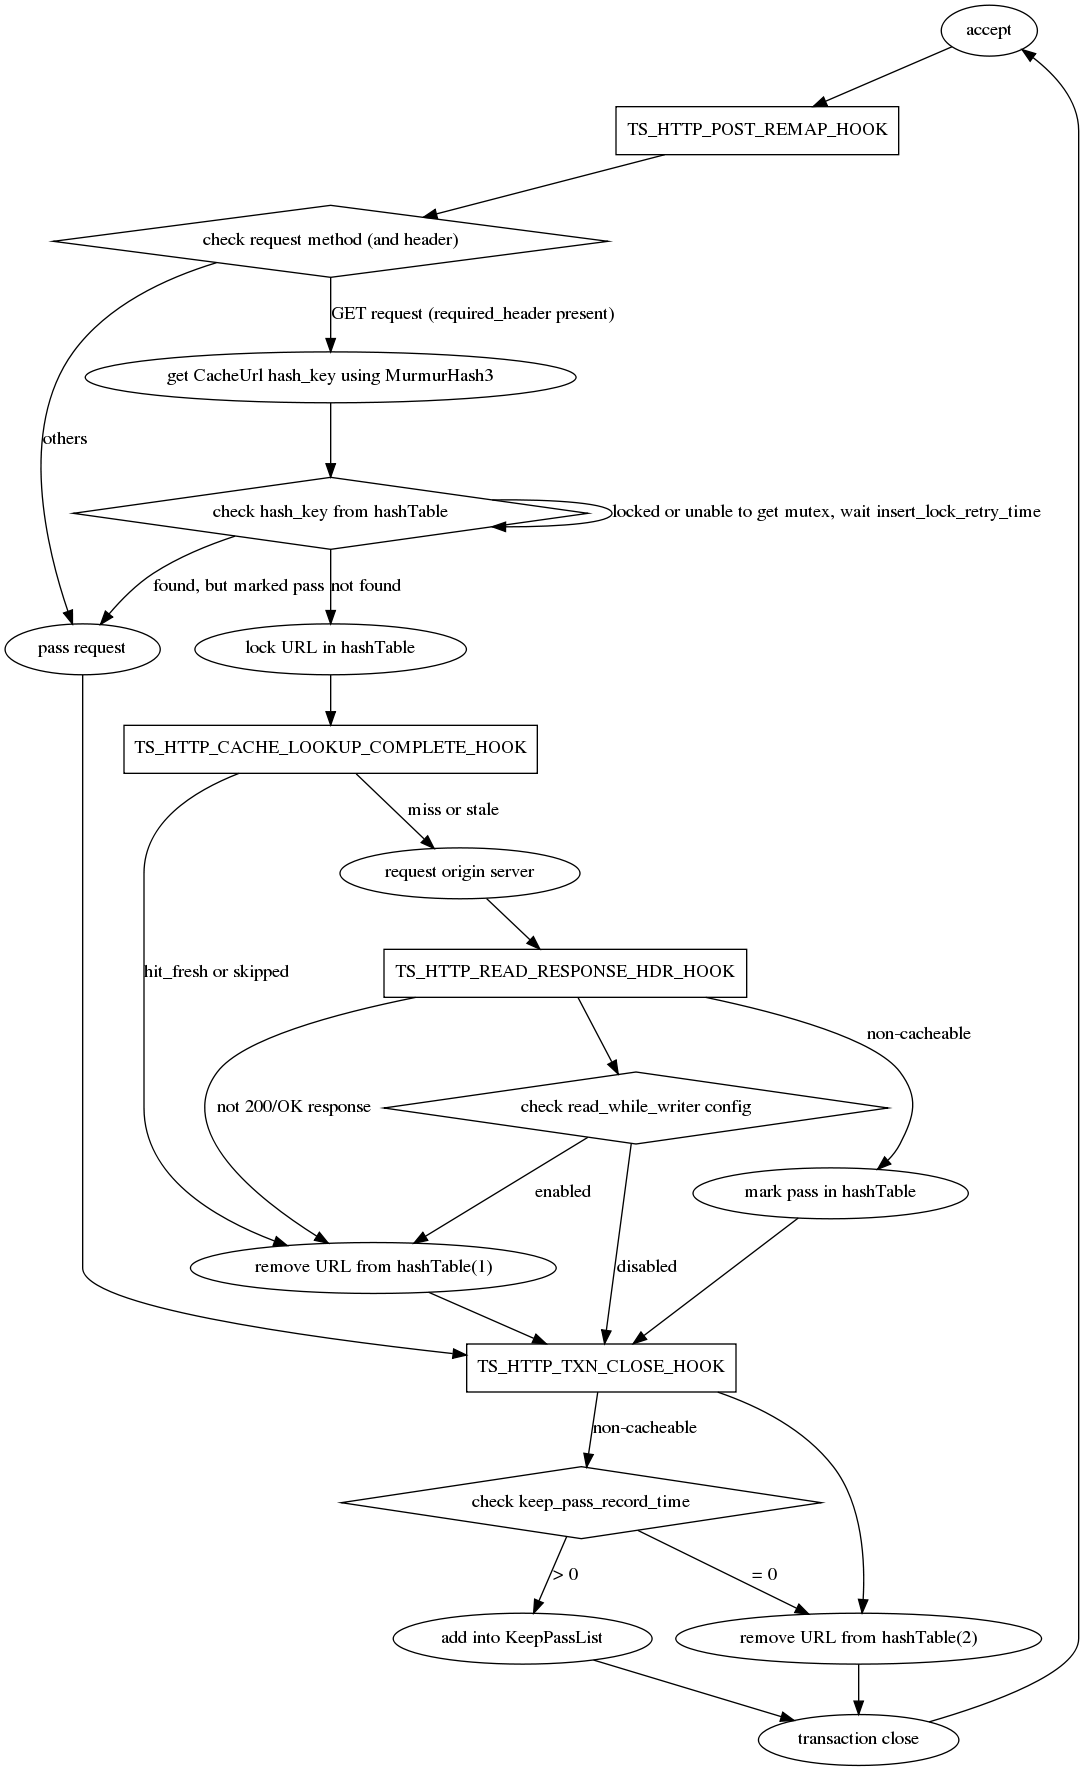 accept
TS_HTTP_POST_REMAP_HOOK
check request method (and header)
GET request (required_header present)
get CacheUrl hash_key using MurmurHash3
others
check hash_key from hashTable
locked or unable to get mutex, wait insert_lock_retry_time
found, but marked pass
not found
pass request
lock URL in hashTable
TS_HTTP_CACHE_LOOKUP_COMPLETE_HOOK
miss or stale
request origin server
hit_fresh or skipped
TS_HTTP_READ_RESPONSE_HDR_HOOK
non-cacheable
not 200/OK response
check read_while_writer config
enabled
mark pass in hashTable
remove URL from hashTable(1)
disabled
TS_HTTP_TXN_CLOSE_HOOK
non-cacheable
check keep_pass_record_time
> 0
= 0
add into KeepPassList
remove URL from hashTable(2)
transaction close